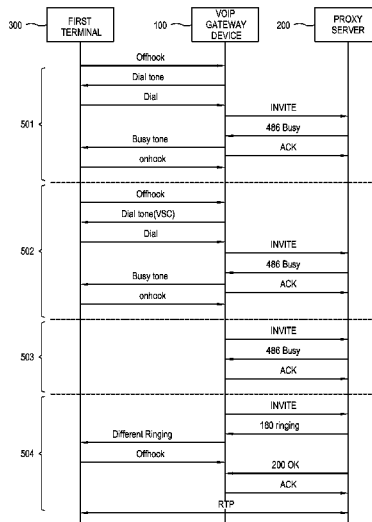 300
FIRST
TERMINAL
100
VOIP
GATEWAY
DEVICE
200
PROXY
SERVER
501
Offhook
Dial tone
Dial
INVITE
486 Busy
Busy tone
ACK
onhook
502
Offhook
Dial tone(VSC)
Dial
INVITE
486 Busy
Busy tone
ACK
onhook
503
INVITE
486 Busy
ACK
504
INVITE
180 ringing
Different Ringing
Offhook
200 OK
ACK
RTP